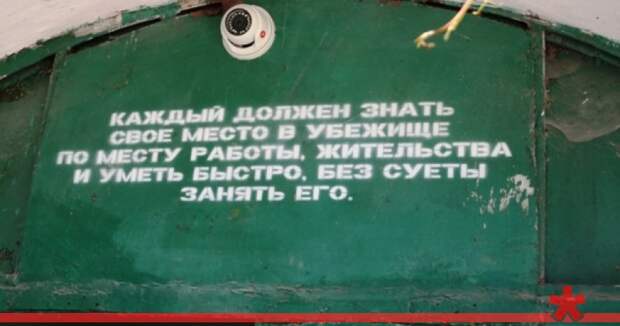 КАЖДЫЙ ДОЛЖЕН ЗНАТЬ
СВОЕ МЕСТО В УБЕЖИЩЕ
ПО МЕСТУ РАБОТЫ, ЖИТЕЛЬСТВА
И УМЕТЬ БЫСТРО, БЕЗ СУЕТЫ
ЗАНЯТЬ ЕГО.